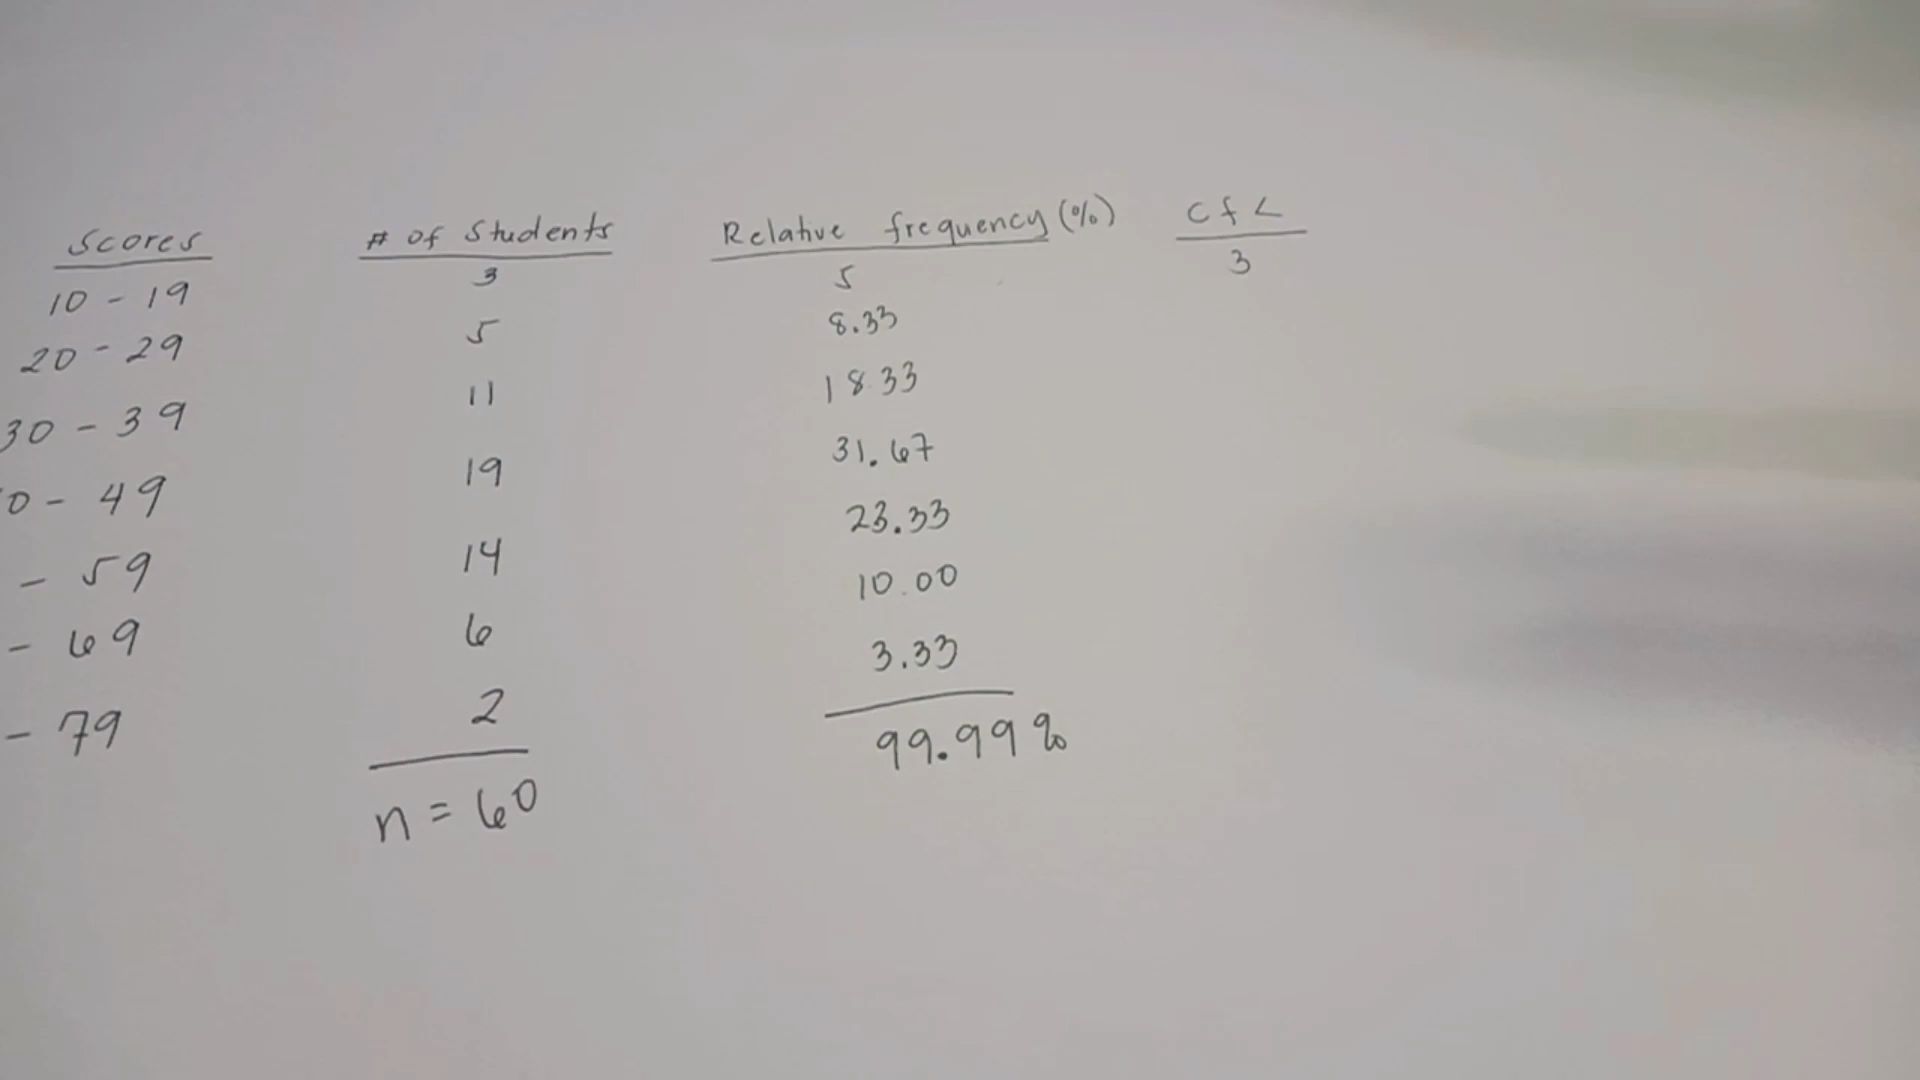 Scores # of Students Relative frequency (%) cf<
10 - 19 3 5 3
20 - 29 5 8.33
30 - 39 11 18.33
0 - 49 19 31.67
- 59 14 23.33
- 69 6 10.00
- 79 2 3.33
n = 60 99.99%